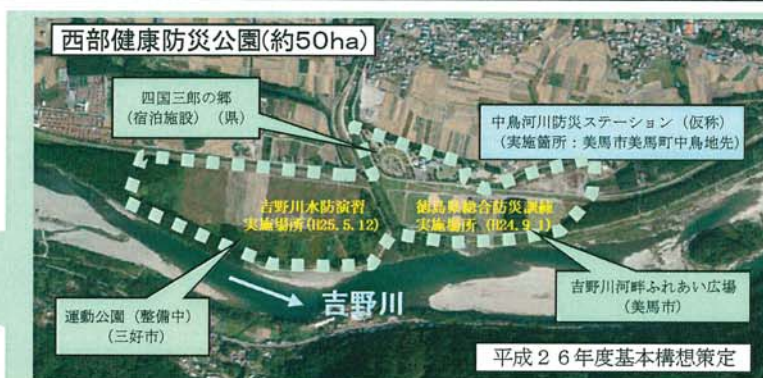 西部健康防災公園(約50ha)
四国三郎の郷
(宿泊施設) (県)
中鳥河川防災ステーション (仮称)
(実施箇所:美馬市美馬町中鳥地先)
吉野川水防演習
実施場所(H25.5.12)
徳島県総合防災訓練
実施場所 (H24.9.1)
吉野川
運動公園 (整備中)
(三好市)
吉野川河畔ふれあい広場
(美馬市)
平成26年度基本構想策定